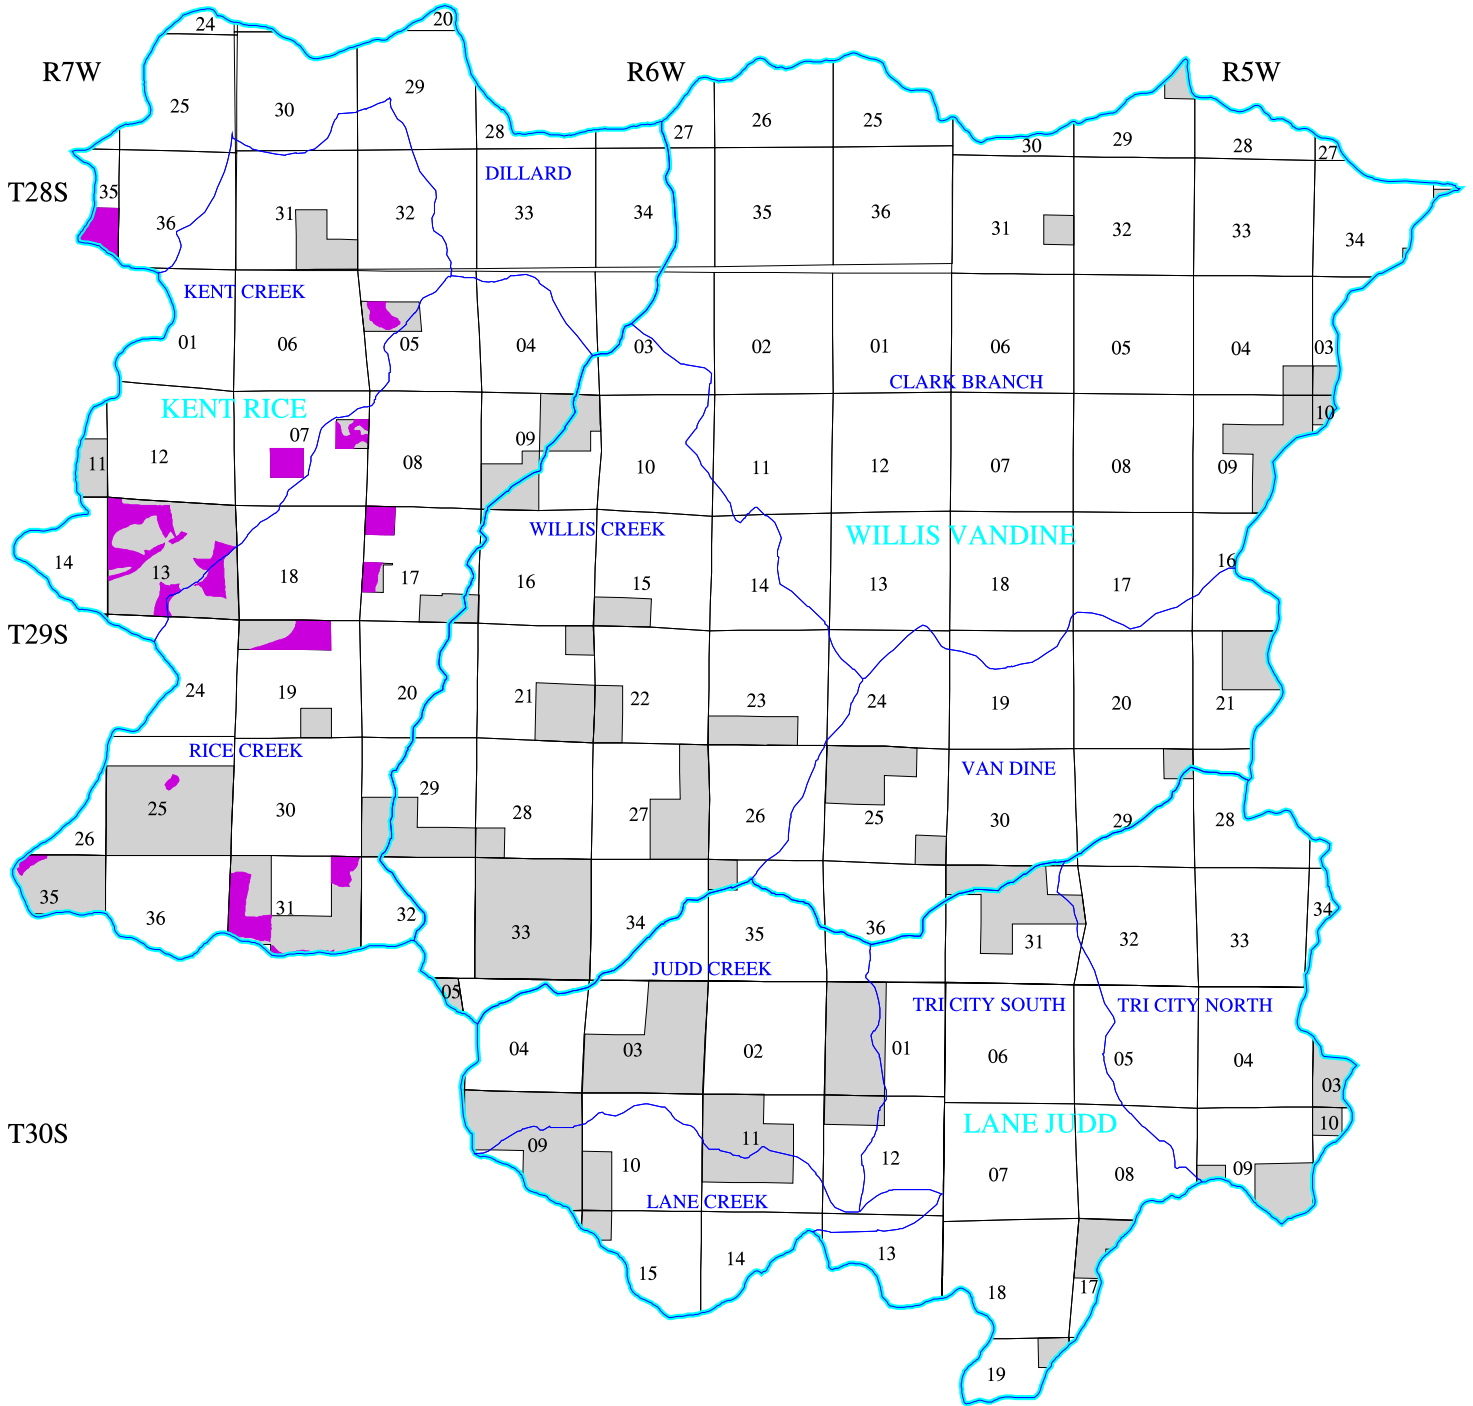 24 20
R7W R6W R5W
25 30 29 28 27 26 25 30 29 28 27
DILLARD
T28S 35 36 31 32 33 34 35 36 31 32 33 34
KENT CREEK
01 06 05 04 03 02 01 06 05 04 03
CLARK BRANCH
KENT RICE
11 12 07 08 09 10 11 12 07 08 09 10
WILLIS CREEK WILLIS VANDINE
14 13 18 17 16 15 14 13 18 17 16
T29S
24 19 20 21 22 23 24 19 20 21
RICE CREEK VAN DINE
26 25 30 29 28 27 26 25 30 29 28
35 36 31 32 33 34 35 36 31 32 33 34
JUDD CREEK
05 TRI CITY SOUTH TRI CITY NORTH
04 03 02 01 06 05 04 03
T30S LANE JUDD
09 10 11 12 07 08 09 10
LANE CREEK
15 14 13 18 17
19